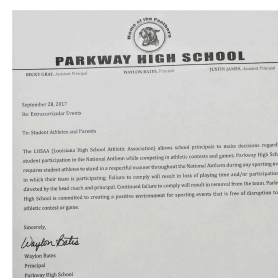 Home of the Panthers
PARKWAY HIGH SCHOOL
BECKY GRAY, Assistant Principal
WAYLON BATES, Principal
JUSTIN JAMES, Assistant Principal
September 28, 2017
Re: Extracurricular Events
To: Student Athletes and Parents
The LHSAA (Louisiana High School Athletic Association) allows school principals to make decisions regard
student participation in the National Anthem while competing in athletic contests and games. Parkway High Sch
requires student athletes to stand in a respectful manner throughout the National Anthem during any sporting ev
in which their team is participating. Failure to comply will result in loss of playing time and/or participation
directed by the head coach and principal. Continued failure to comply will result in removal from the team. Parkw
High School is committed to creating a positive environment for sporting events that is free of disruption to
athletic contest or game.
Sincerely,
Waylon Bates
Waylon Bates
Principal
Parkway High School